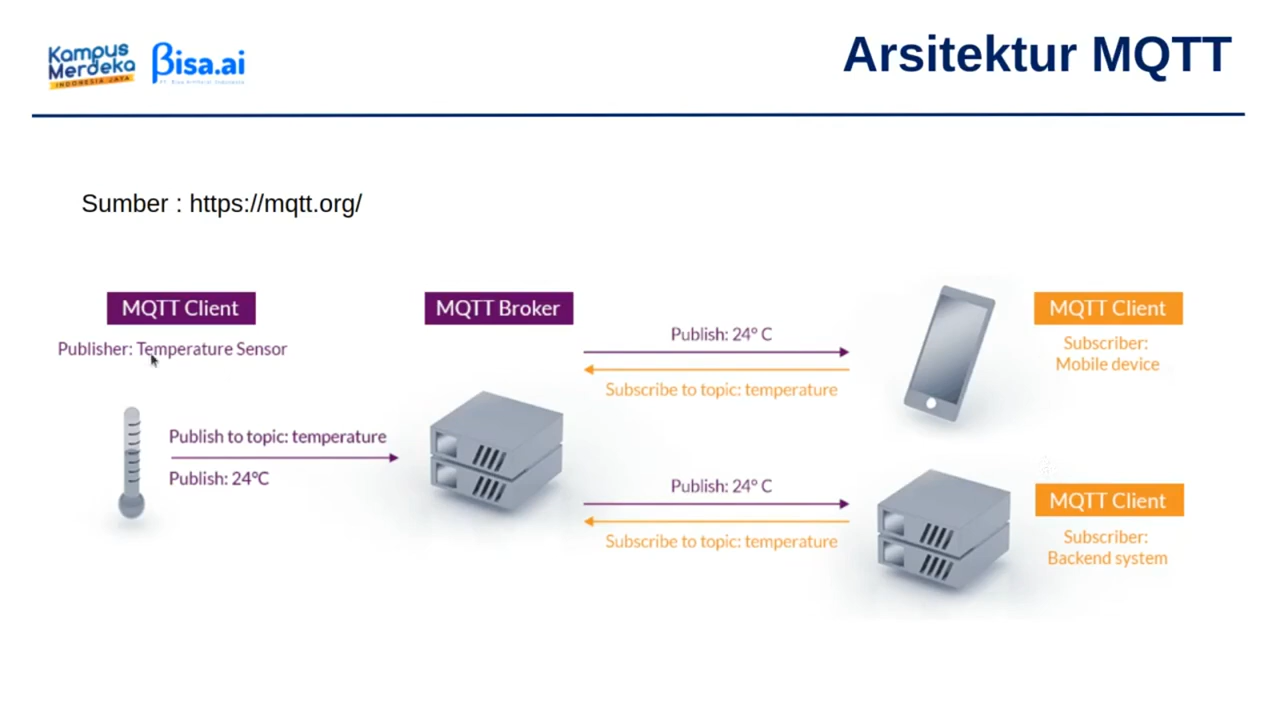 Kampus
Merdeka
INDONESIA JAYA
Bisa.ai
Arsitektur MQTT
Sumber : https://mqtt.org/
MQTT Client
Publisher: Temperature Sensor
Publish to topic: temperature
Publish: 24°C
MQTT Broker
Publish: 24° C
Subscribe to topic: temperature
MQTT Client
Subscriber:
Mobile device
Publish: 24° C
Subscribe to topic: temperature
MQTT Client
Subscriber:
Backend system